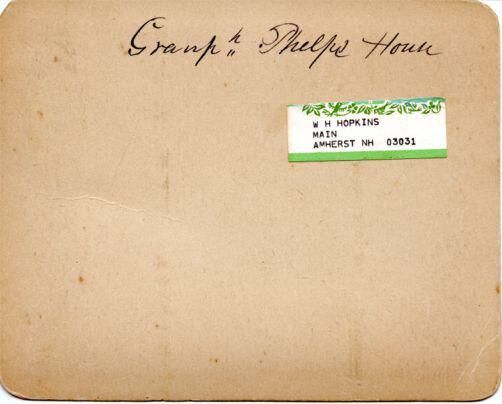 Granp h " Phelps House
W H HOPKINS
MAIN
AMHERST NH 03031